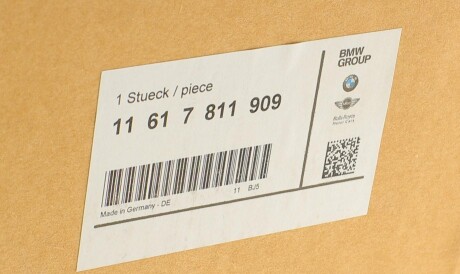 BMW
GROUP
1 Stueck / piece
11 61 7 811 909
Made in Germany - DE 11 BJ5